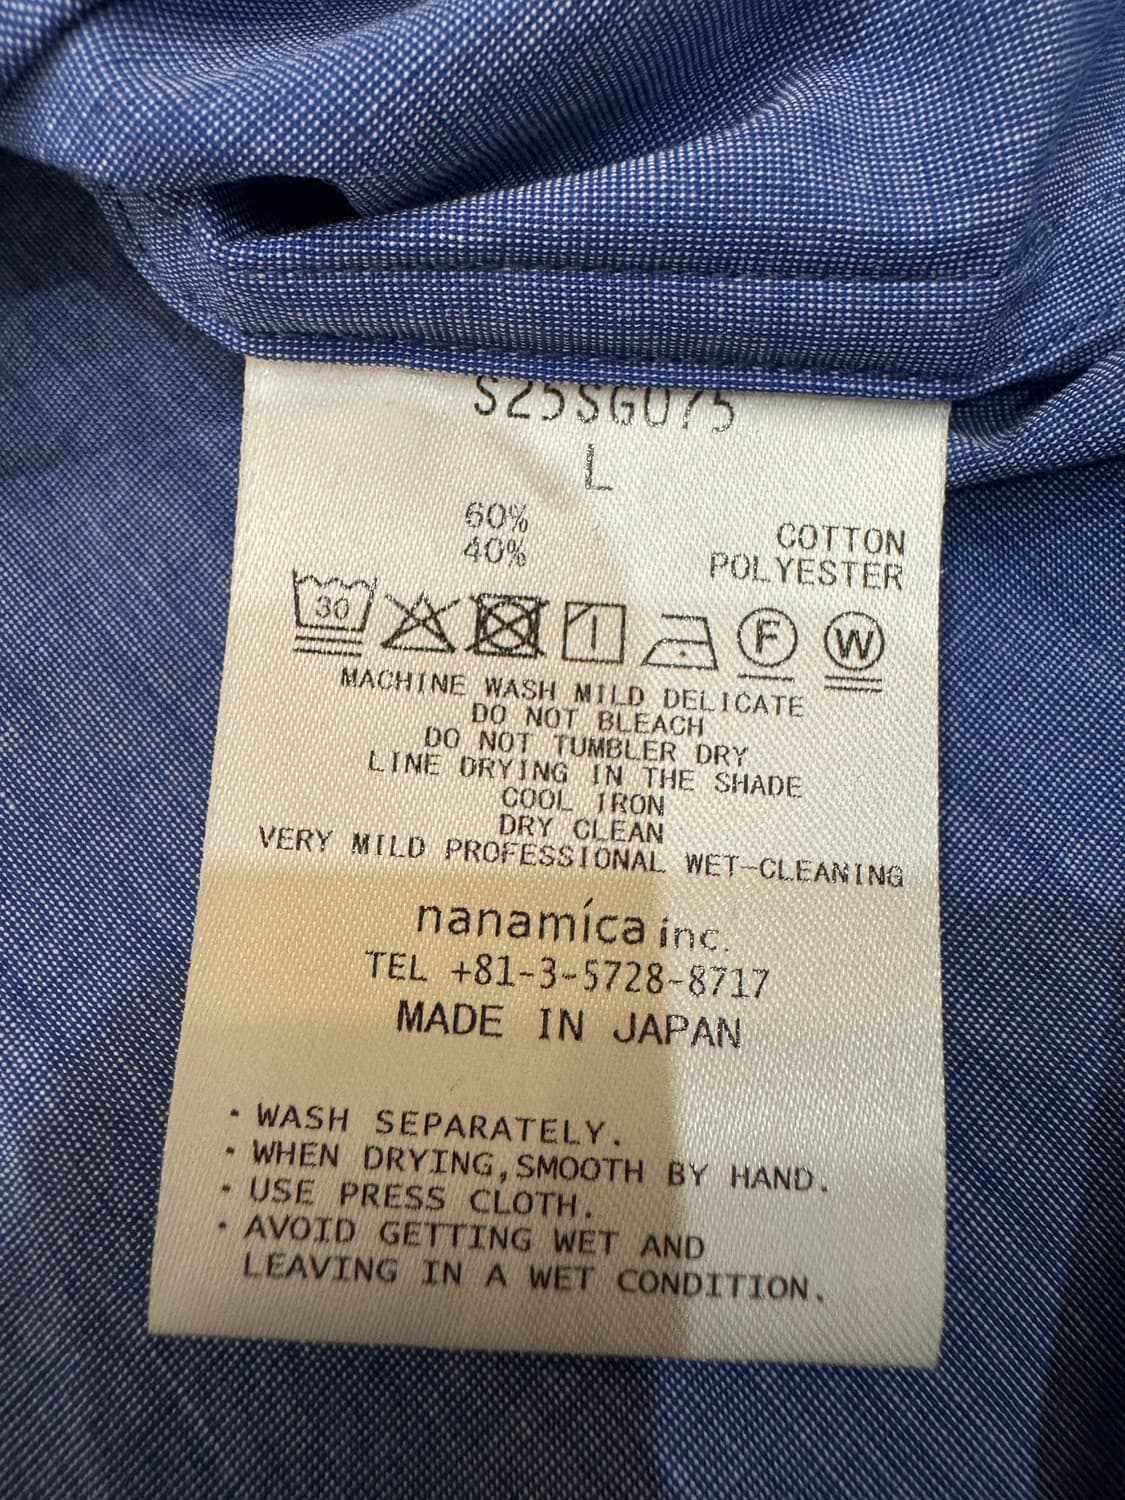 S25SG075
L
60% COTTON
40% POLYESTER
30 F W
MACHINE WASH MILD DELICATE
DO NOT BLEACH
DO NOT TUMBLER DRY
LINE DRYING IN THE SHADE
COOL IRON
DRY CLEAN
VERY MILD PROFESSIONAL WET-CLEANING
nanamíca inc.
TEL +81-3-5728-8717
MADE IN JAPAN
・WASH SEPARATELY.
・WHEN DRYING,SMOOTH BY HAND.
・USE PRESS CLOTH.
・AVOID GETTING WET AND
LEAVING IN A WET CONDITION.